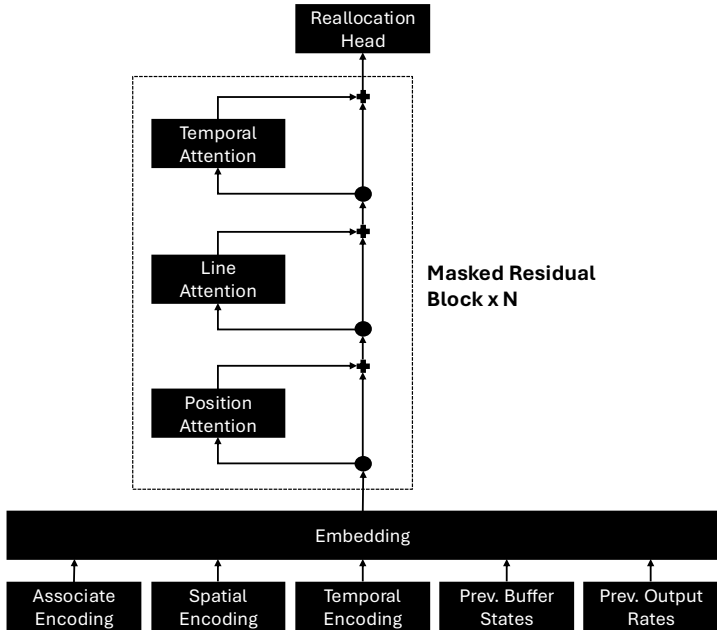 Reallocation
Head
Temporal
Attention
Line
Attention
Masked Residual
Block x N
Position
Attention
Embedding
Associate
Encoding
Spatial
Encoding
Temporal
Encoding
Prev. Buffer
States
Prev. Output
Rates